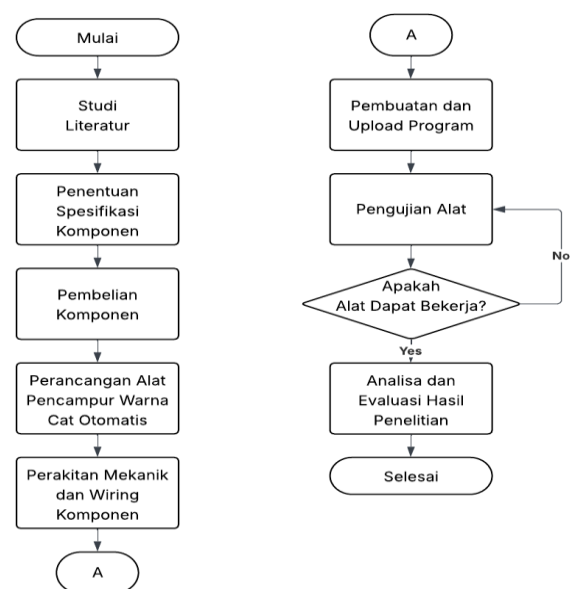 Mulai
Studi
Literatur
Penentuan
Spesifikasi
Komponen
Pembelian
Komponen
Perancangan Alat
Pencampur Warna
Cat Otomatis
Perakitan Mekanik
dan Wiring
Komponen
A
A
Pembuatan dan
Upload Program
Pengujian Alat
No
Apakah
Alat Dapat Bekerja?
Yes
Analisa dan
Evaluasi Hasil
Penelitian
Selesai